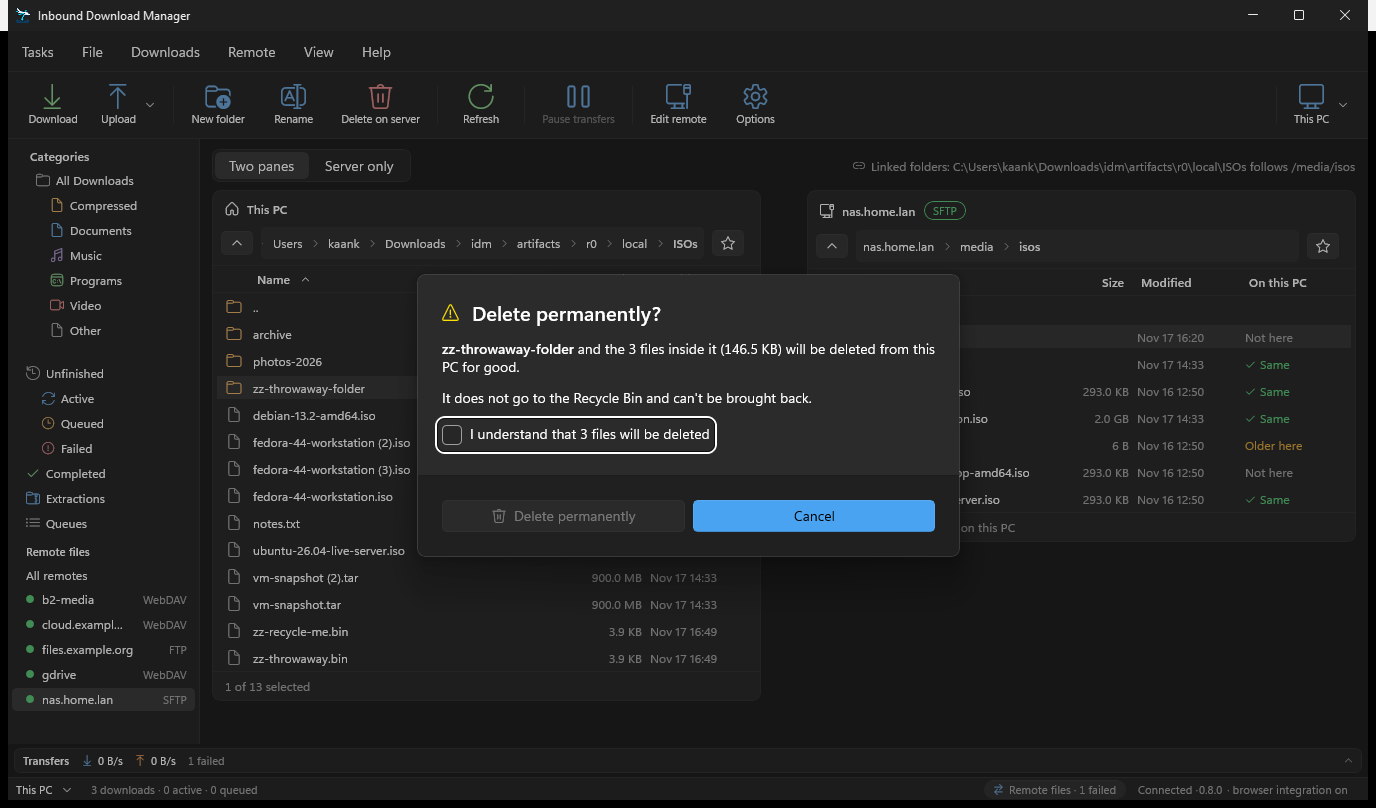 Inbound Download Manager
Tasks File Downloads Remote View Help
Download Upload New folder Rename Delete on server Refresh Pause transfers Edit remote Options This PC
Categories
All Downloads
Compressed
Documents
Music
Programs
Video
Other
Unfinished
Active
Queued
Failed
Completed
Extractions
Queues
Remote files
All remotes
b2-media WebDAV
cloud.exampl... WebDAV
files.example.org FTP
gdrive WebDAV
nas.home.lan SFTP
Two panes Server only
Linked folders: C:\Users\kaank\Downloads\idm\artifacts\r0\local\ISOs follows /media/isos
This PC
Users > kaank > Downloads > idm > artifacts > r0 > local > ISOs
Name
..
archive
photos-2026
zz-throwaway-folder
debian-13.2-amd64.iso
fedora-44-workstation (2).iso
fedora-44-workstation (3).iso
fedora-44-workstation.iso
notes.txt
ubuntu-26.04-live-server.iso
vm-snapshot (2).tar 900.0 MB Nov 17 14:33
vm-snapshot.tar 900.0 MB Nov 17 14:33
zz-recycle-me.bin 3.9 KB Nov 17 16:49
zz-throwaway.bin 3.9 KB Nov 17 16:49
1 of 13 selected
nas.home.lan SFTP
nas.home.lan > media > isos
Size Modified On this PC
Nov 17 16:20 Not here
Nov 17 14:33 Same
so 293.0 KB Nov 16 12:50 Same
on.iso 2.0 GB Nov 17 14:33 Same
6 B Nov 16 12:50 Older here
op-amd64.iso 293.0 KB Nov 16 12:50 Not here
rver.iso 293.0 KB Nov 16 12:50 Same
on this PC
Delete permanently?
zz-throwaway-folder and the 3 files inside it (146.5 KB) will be deleted from this
PC for good.
It does not go to the Recycle Bin and can't be brought back.
I understand that 3 files will be deleted
Delete permanently Cancel
Transfers 0 B/s 0 B/s 1 failed
This PC 3 downloads · 0 active · 0 queued Remote files · 1 failed Connected ·0.8.0 · browser integration on